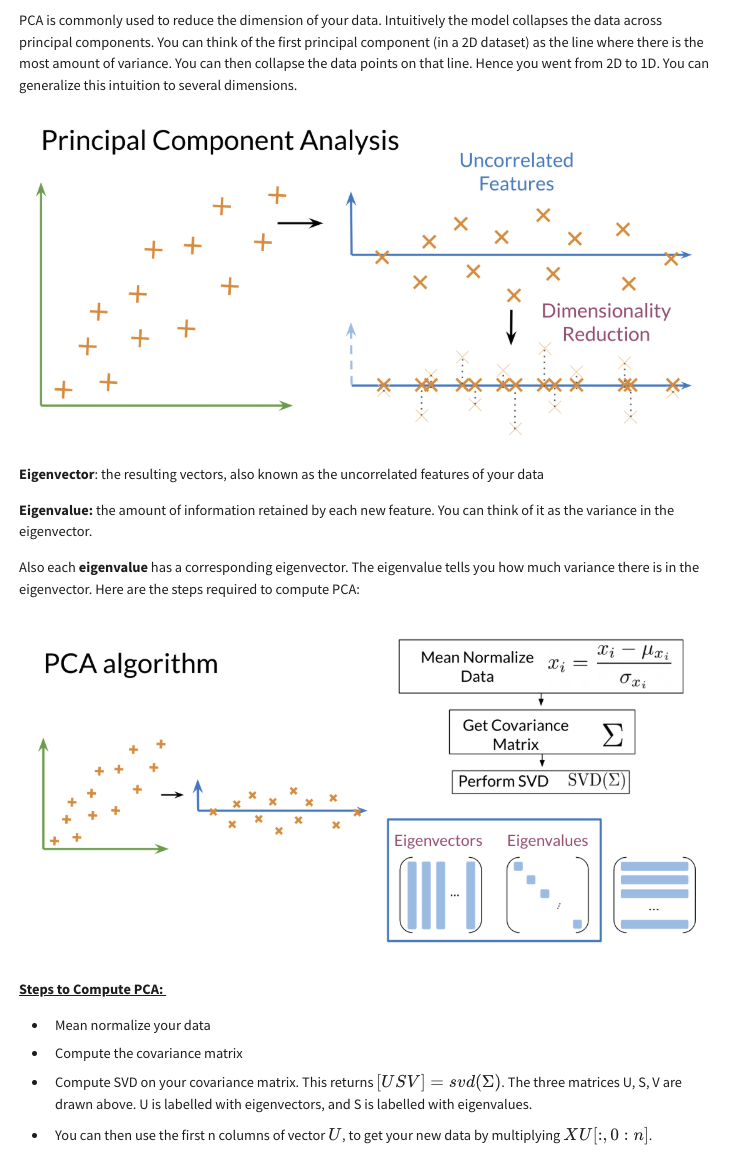 PCA is commonly used to reduce the dimension of your data. Intuitively the model collapses the data across
principal components. You can think of the first principal component (in a 2D dataset) as the line where there is the
most amount of variance. You can then collapse the data points on that line. Hence you went from 2D to 1D. You can
generalize this intuition to several dimensions.
Principal Component Analysis
Uncorrelated
Features
Dimensionality
Reduction
Eigenvector: the resulting vectors, also known as the uncorrelated features of your data
Eigenvalue: the amount of information retained by each new feature. You can think of it as the variance in the
eigenvector.
Also each eigenvalue has a corresponding eigenvector. The eigenvalue tells you how much variance there is in the
eigenvector. Here are the steps required to compute PCA:
PCA algorithm
Mean Normalize
Data
x_i = \frac{x_i - μ_{x_i}}{σ_{x_i}}
Get Covariance
Matrix
Σ
Perform SVD SVD(Σ)
Eigenvectors Eigenvalues
...
...
Steps to Compute PCA:
• Mean normalize your data
• Compute the covariance matrix
• Compute SVD on your covariance matrix. This returns [USV] = svd(Σ). The three matrices U, S, V are
drawn above. U is labelled with eigenvectors, and S is labelled with eigenvalues.
• You can then use the first n columns of vector U, to get your new data by multiplying XU[:, 0 : n].